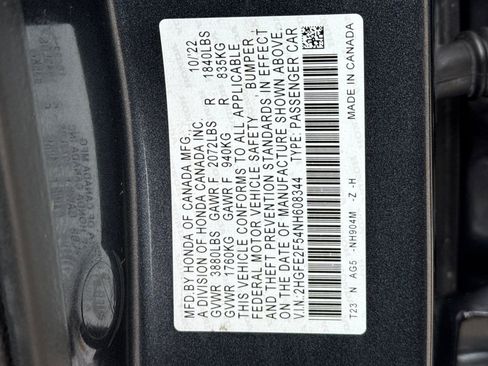 MFD.BY HONDA OF CANADA MFG.,
A DIVISION OF HONDA CANADA INC. 10/22
GVWR 3880LBS GAWR F 2072LBS R 1840LBS
GVWR 1760KG GAWR F 940KG R 835KG
THIS VEHICLE CONFORMS TO ALL APPLICABLE
FEDERAL MOTOR VEHICLE SAFETY, BUMPER,
AND THEFT PREVENTION STANDARDS IN EFFECT
ON THE DATE OF MANUFACTURE SHOWN ABOVE.
V.I.N: 2HGFE2F54NH608344 TYPE: PASSENGER CAR
T23 N AG5 -NH904M -Z -H MADE IN CANADA